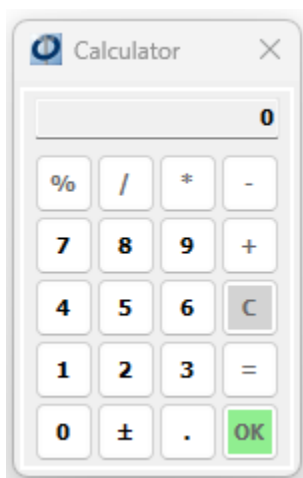 Calculator
0
% / * -
7 8 9 +
4 5 6 C
1 2 3 =
0 ± . OK